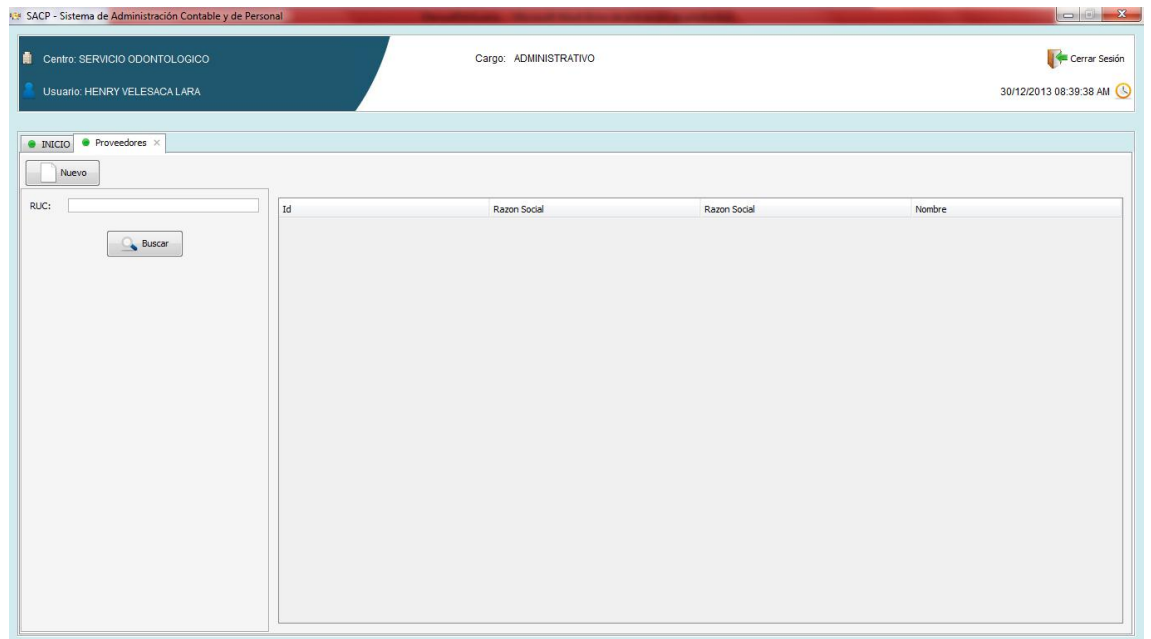 SACP - Sistema de Administración Contable y de Personal
Centro: SERVICIO ODONTOLOGICO
Cargo: ADMINISTRATIVO
Cerrar Sesión
Usuario: HENRY VELESACA LARA
30/12/2013 08:39:38 AM
INICIO Proveedores
Nuevo
RUC:
Id Razon Social Razon Social Nombre
Buscar